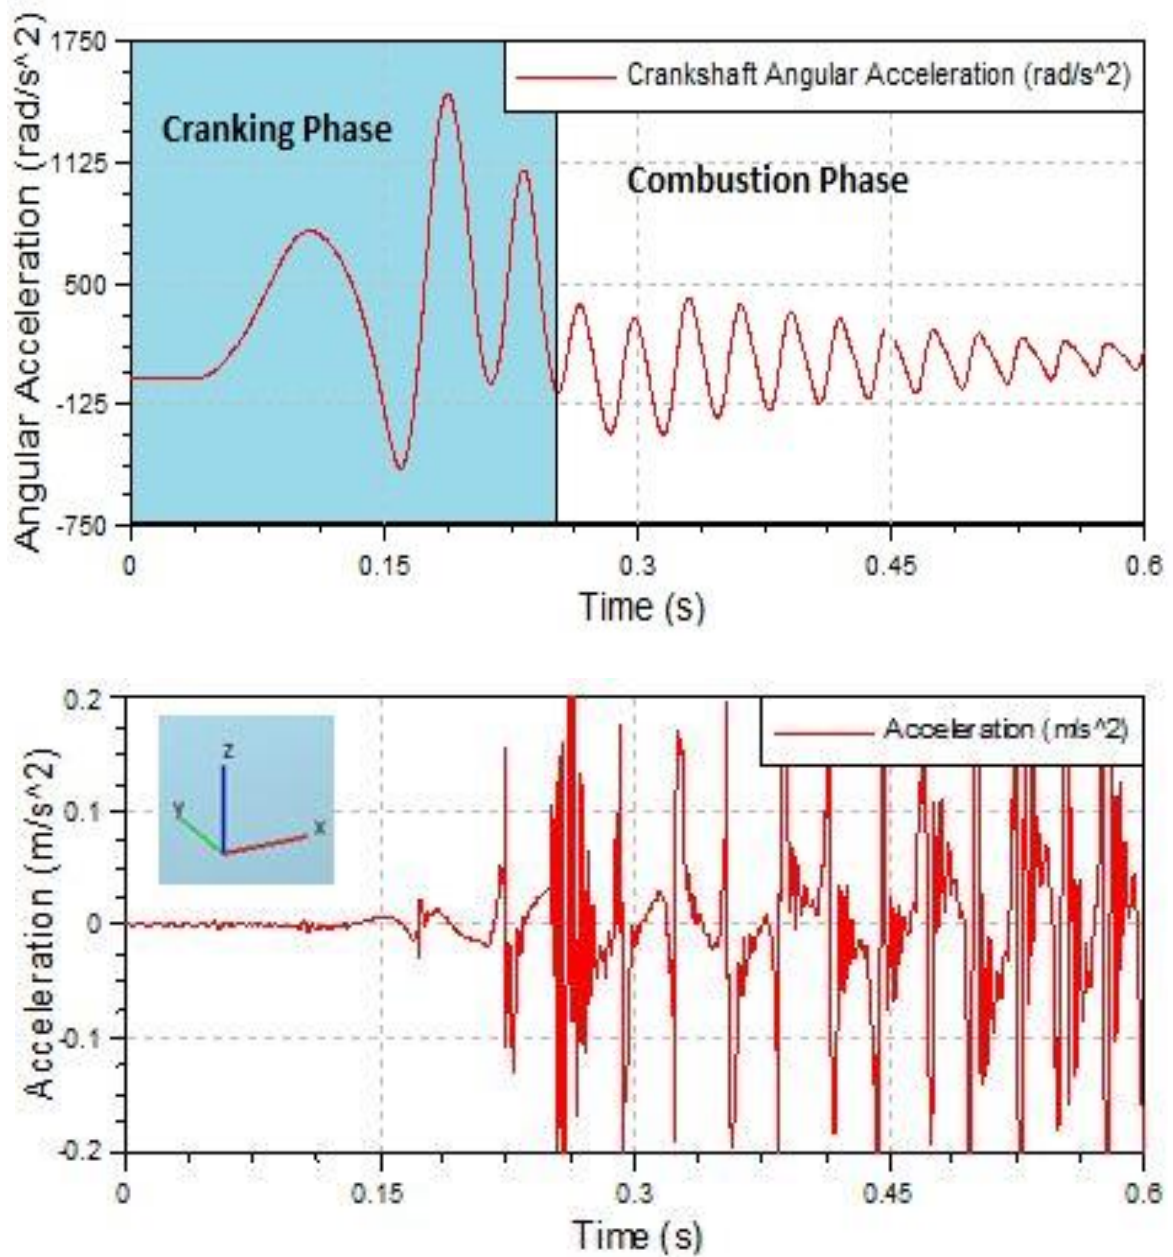 Angular Acceleration (rad/s^2)
1750
1125
500
-125
-750
Crankshaft Angular Acceleration (rad/s^2)
Cranking Phase
Combustion Phase
0
0.15
0.3
0.45
0.6
Time (s)
Acceleration (m/s^2)
0.2
0.1
0
-0.1
-0.2
Z
Y
X
Acceleration (m/s^2)
0
0.15
0.3
0.45
0.6
Time (s)